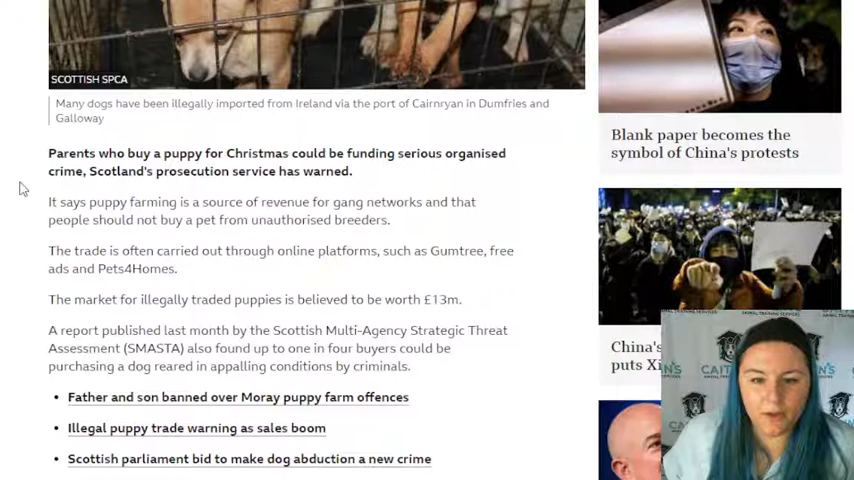 SCOTTISH SPCA
Many dogs have been illegally imported from Ireland via the port of Cairnryan in Dumfries and
Galloway
Parents who buy a puppy for Christmas could be funding serious organised
crime, Scotland's prosecution service has warned.
It says puppy farming is a source of revenue for gang networks and that
people should not buy a pet from unauthorised breeders.
The trade is often carried out through online platforms, such as Gumtree, free
ads and Pets4Homes.
The market for illegally traded puppies is believed to be worth £13m.
A report published last month by the Scottish Multi-Agency Strategic Threat
Assessment (SMASTA) also found up to one in four buyers could be
purchasing a dog reared in appalling conditions by criminals.
• Father and son banned over Moray puppy farm offences
• Illegal puppy trade warning as sales boom
• Scottish parliament bid to make dog abduction a new crime
Blank paper becomes the
symbol of China's protests
China's
puts